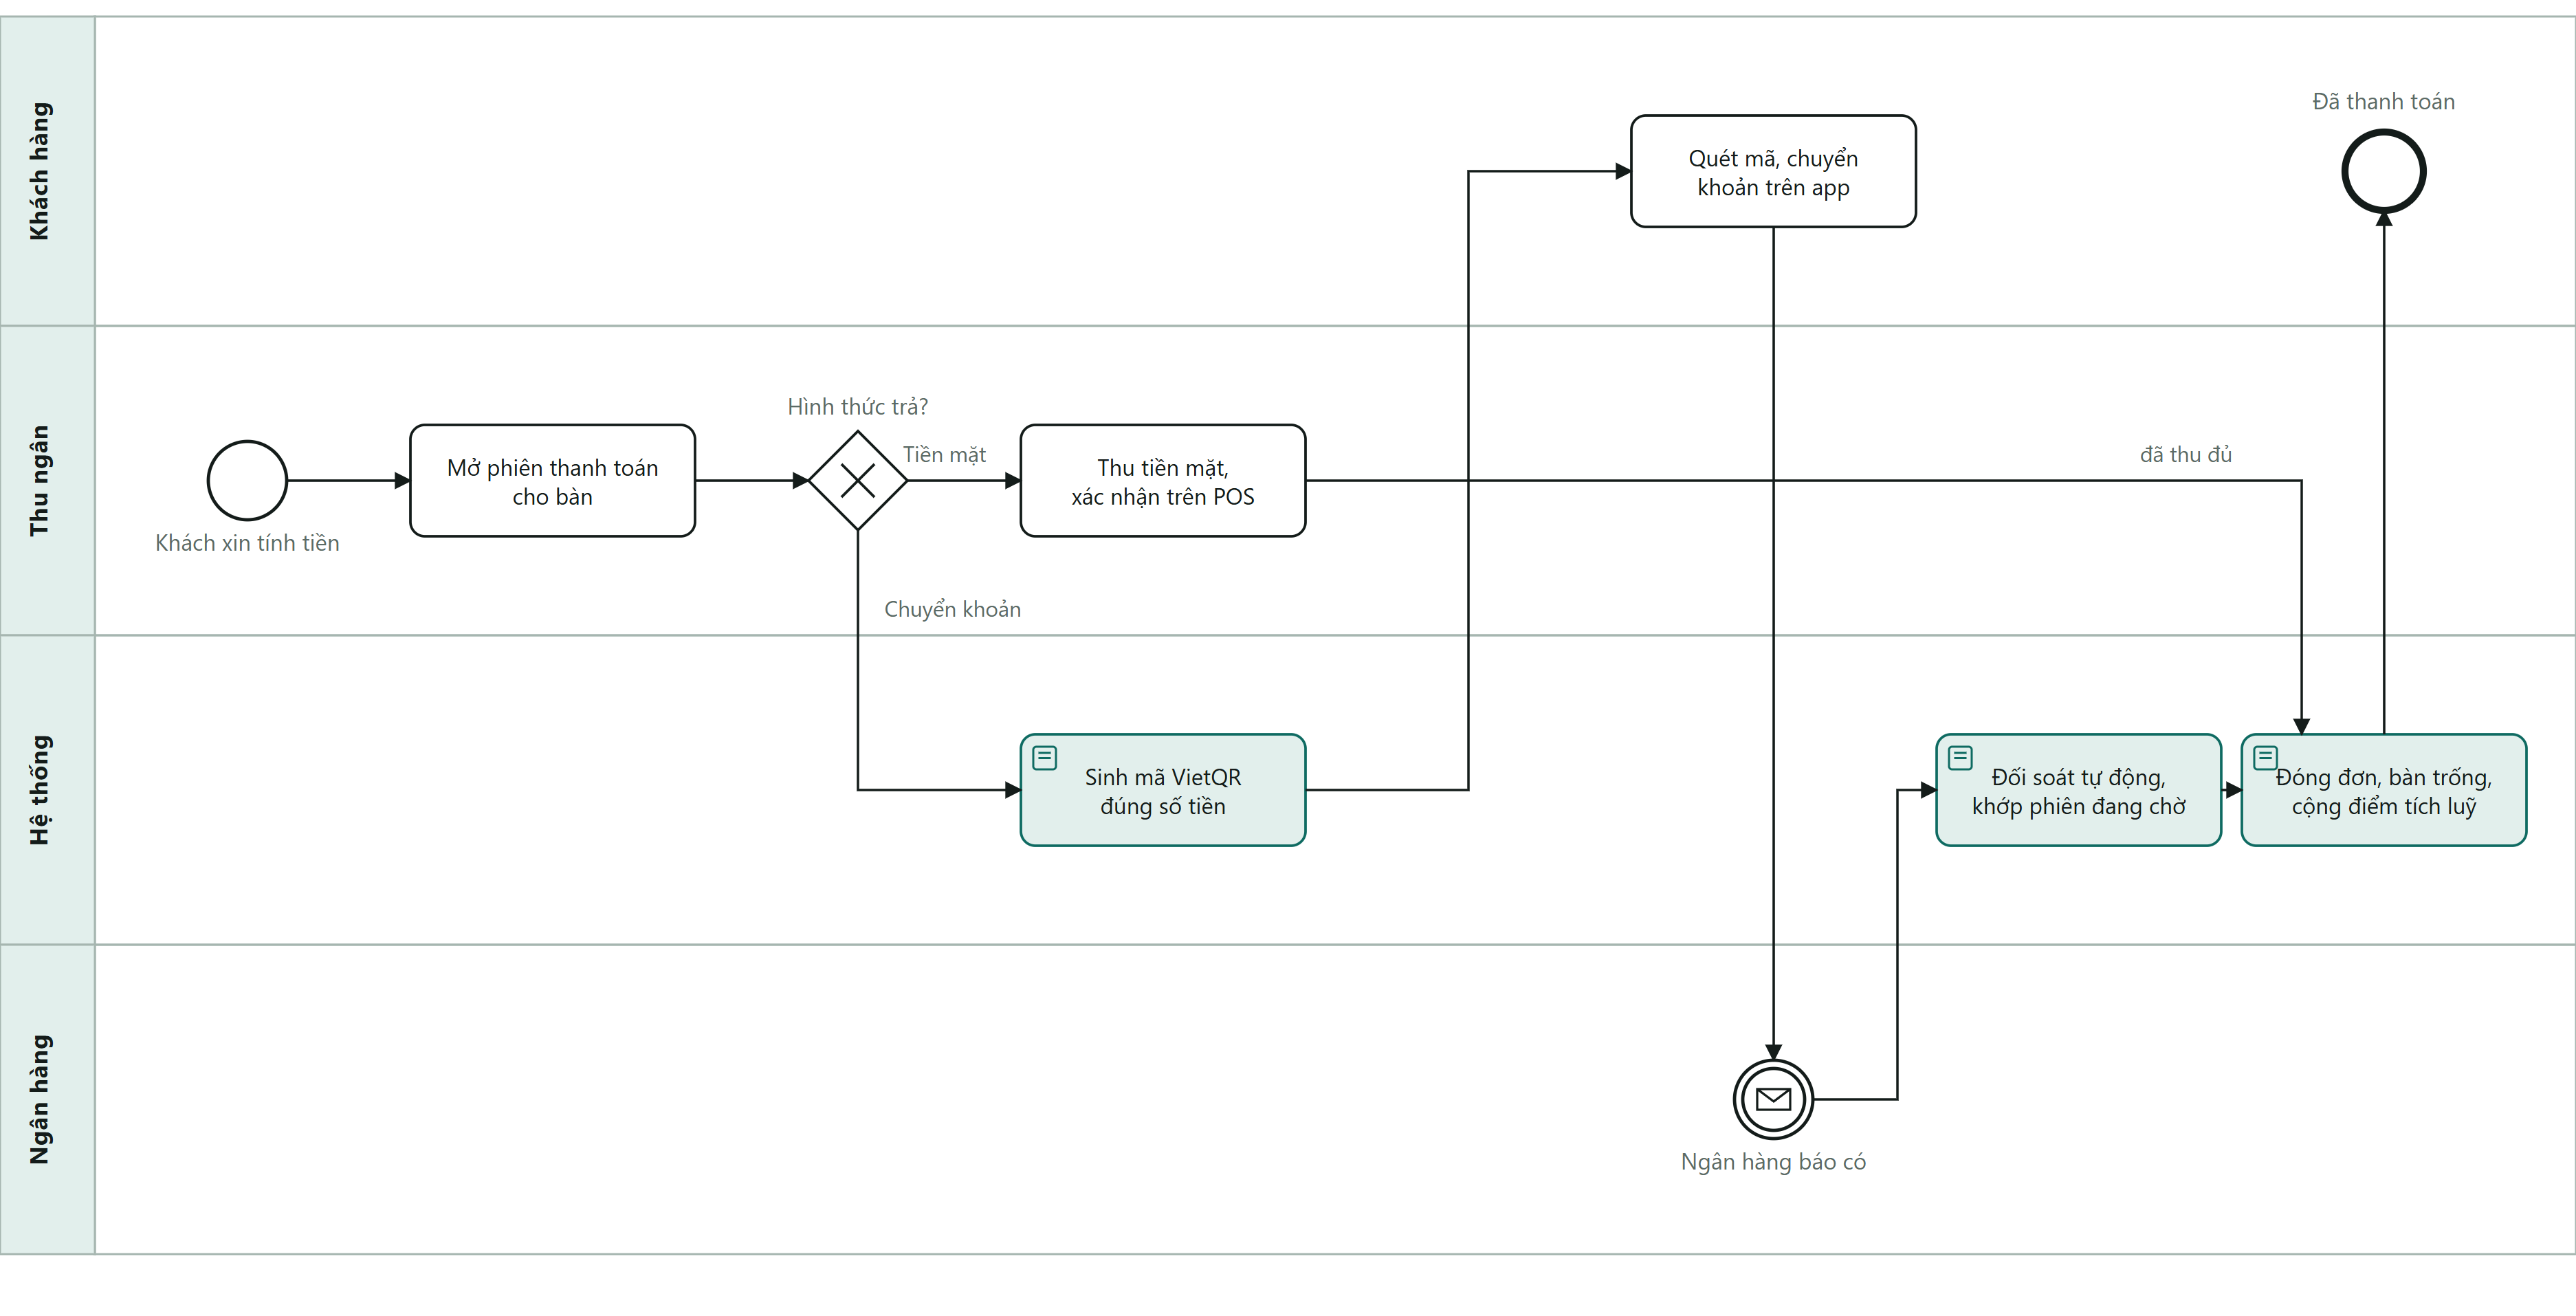 Khách hàng
Đã thanh toán
Quét mã, chuyển
khoản trên app
Thu ngân
Khách xin tính tiền
Mở phiên thanh toán
cho bàn
Hình thức trả?
Tiền mặt
Thu tiền mặt,
xác nhận trên POS
đã thu đủ
Chuyển khoản
Hệ thống
Sinh mã VietQR
đúng số tiền
Đối soát tự động,
khớp phiên đang chờ
Đóng đơn, bàn trống,
cộng điểm tích luỹ
Ngân hàng
Ngân hàng báo có